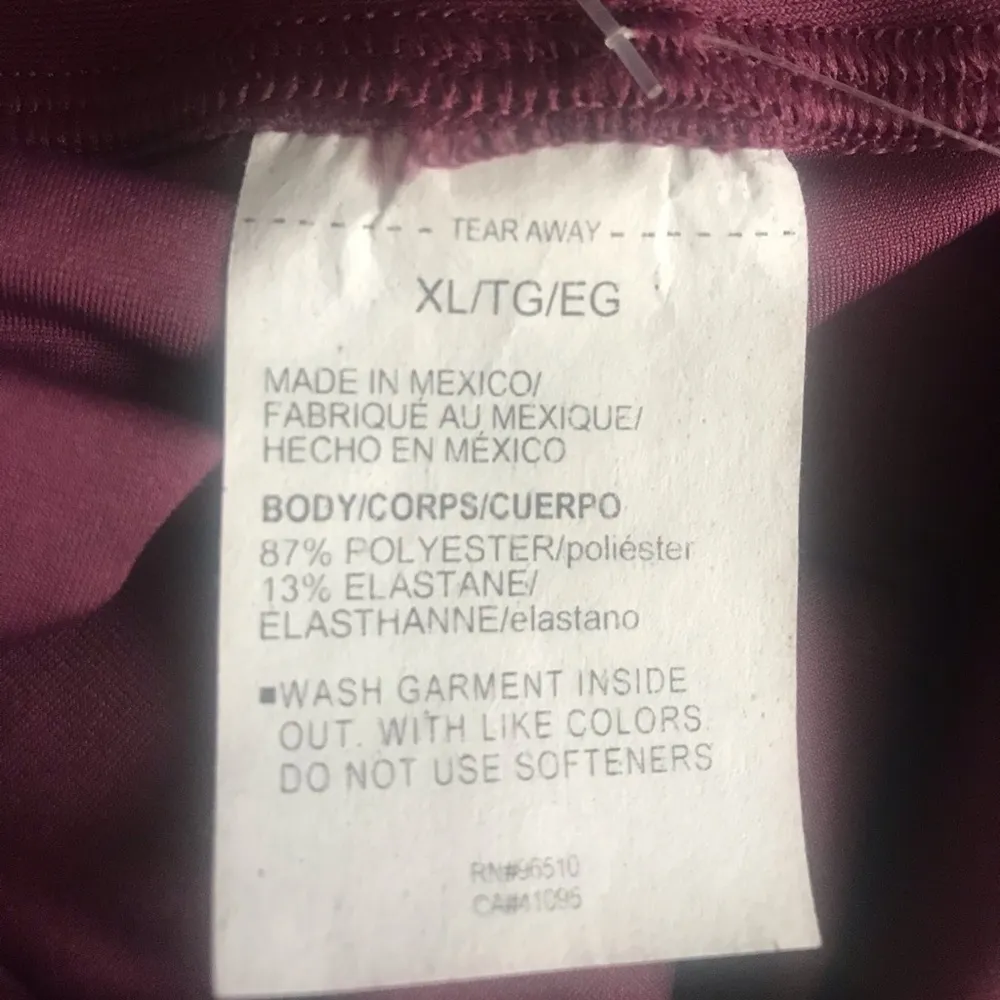 TEAR AWAY
XL/TG/EG
MADE IN MEXICO/
FABRIQUÉ AU MEXIQUE/
HECHO EN MÉXICO
BODY/CORPS/CUERPO
87% POLYESTER/poliéster
13% ELASTANE/
ÉLASTHANNE/elastano
■WASH GARMENT INSIDE
OUT. WITH LIKE COLORS.
DO NOT USE SOFTENERS
RN#96510
CA#41095